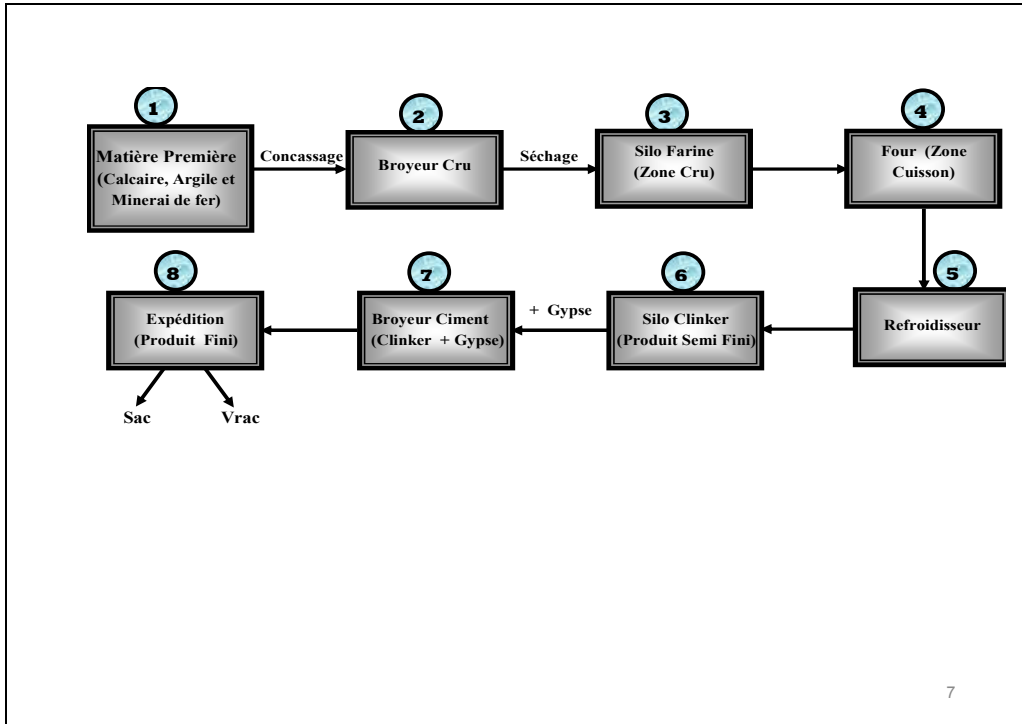 1
Matière Première
(Calcaire, Argile et
Minerai de fer)
Concassage
2
Broyeur Cru
Séchage
3
Silo Farine
(Zone Cru)
4
Four (Zone
Cuisson)
5
Refroidisseur
6
Silo Clinker
(Produit Semi Fini)
+ Gypse
7
Broyeur Ciment
(Clinker + Gypse)
8
Expédition
(Produit Fini)
Sac
Vrac
7